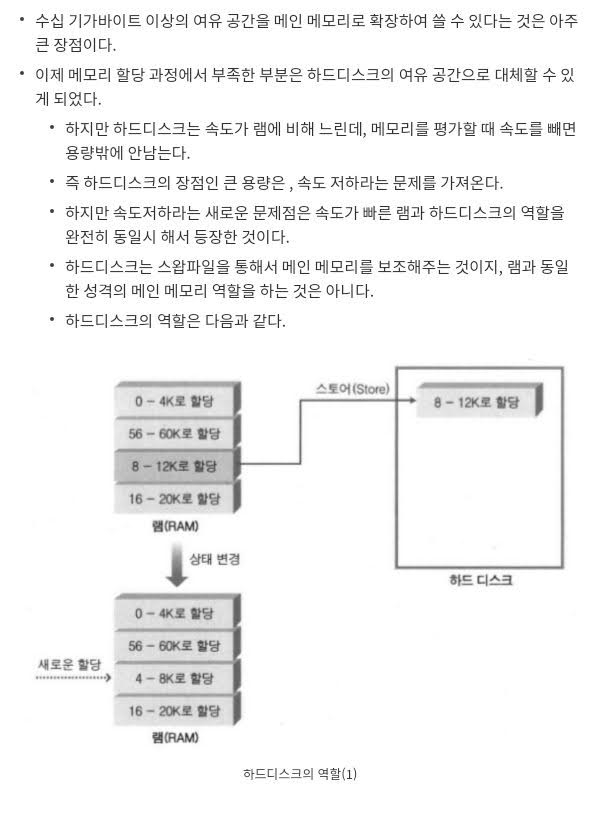 • 수십 기가바이트 이상의 여유 공간을 메인 메모리로 확장하여 쓸 수 있다는 것은 아주
큰 장점이다.
• 이제 메모리 할당 과정에서 부족한 부분은 하드디스크의 여유 공간으로 대체할 수 있
게 되었다.
• 하지만 하드디스크는 속도가 램에 비해 느린데, 메모리를 평가할 때 속도를 빼면
용량밖에 안남는다.
• 즉 하드디스크의 장점인 큰 용량은 , 속도 저하라는 문제를 가져온다.
• 하지만 속도저하라는 새로운 문제점은 속도가 빠른 램과 하드디스크의 역할을
완전히 동일시 해서 등장한 것이다.
• 하드디스크는 스왑파일을 통해서 메인 메모리를 보조해주는 것이지, 램과 동일
한 성격의 메인 메모리 역할을 하는 것은 아니다.
• 하드디스크의 역할은 다음과 같다.
스토어(Store)
0 – 4K로 할당
8 – 12K로 할당
56 – 60K로 할당
8 – 12K로 할당
16 – 20K로 할당
램(RAM)
상태 변경
하드 디스크
0 – 4K로 할당
56 – 60K로 할당
새로운 할당
4 – 8K로 할당
16 – 20K로 할당
램(RAM)
하드디스크의 역할(1)